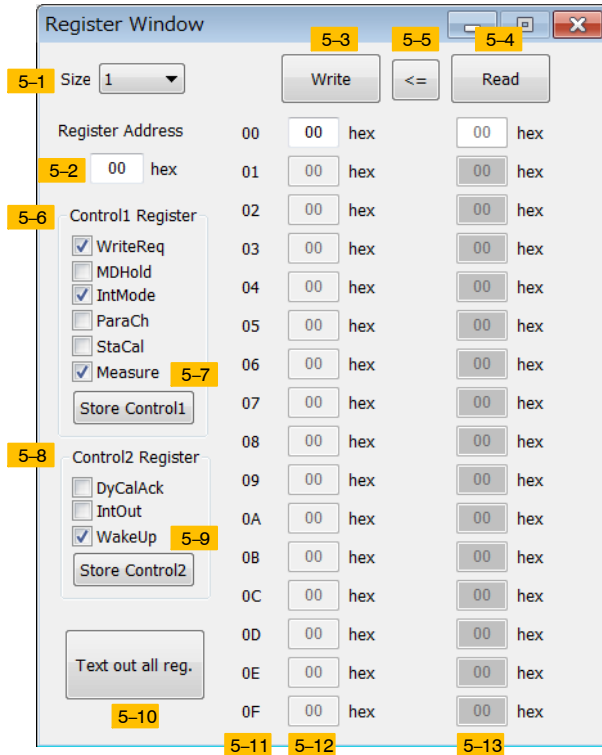 Register Window
5–3 5–5 5–4
5–1 Size 1 Write <= Read
Register Address 00 00 hex 00 hex
5–2 00 hex 01 00 hex 00 hex
5–6 Control1 Register 02 00 hex 00 hex
WriteReq 03 00 hex 00 hex
MDHold
IntMode 04 00 hex 00 hex
ParaCh 05 00 hex 00 hex
StaCal
Measure 5–7 06 00 hex 00 hex
Store Control1 07 00 hex 00 hex
5–8 Control2 Register 08 00 hex 00 hex
DyCalAck 09 00 hex 00 hex
IntOut 0A 00 hex 00 hex
WakeUp 5–9
Store Control2 0B 00 hex 00 hex
0C 00 hex 00 hex
0D 00 hex 00 hex
Text out all reg. 0E 00 hex 00 hex
5–10 0F 00 hex 00 hex
5–11 5–12 5–13